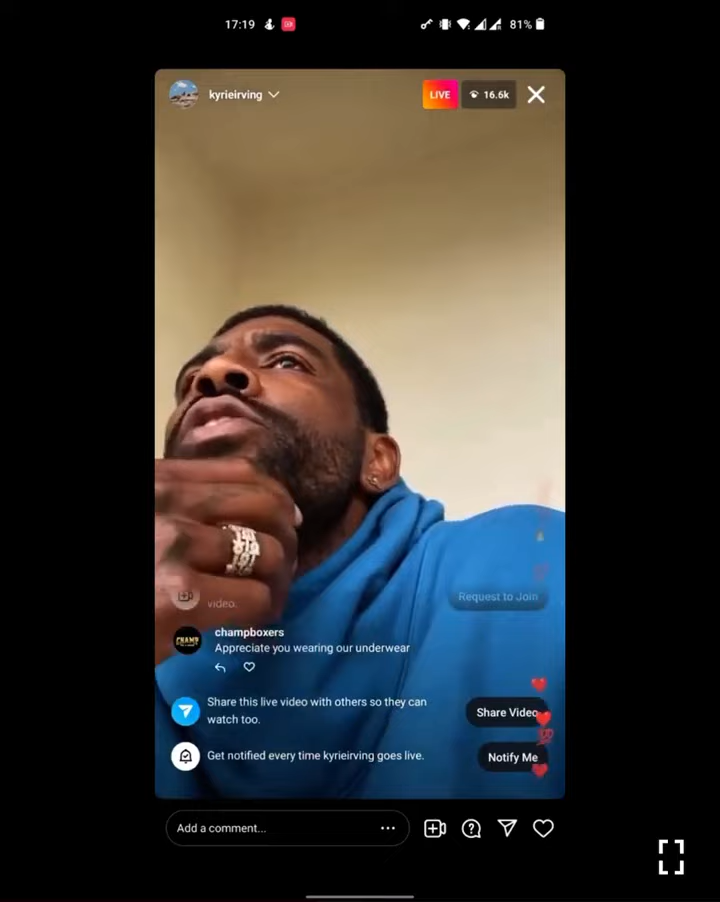 17:19
81%
kyrieirving
LIVE
16.6k
video.
Request to Join
champboxers
Appreciate you wearing our underwear
Share this live video with others so they can
watch too.
Share Video
Get notified every time kyrieirving goes live.
Notify Me
Add a comment...